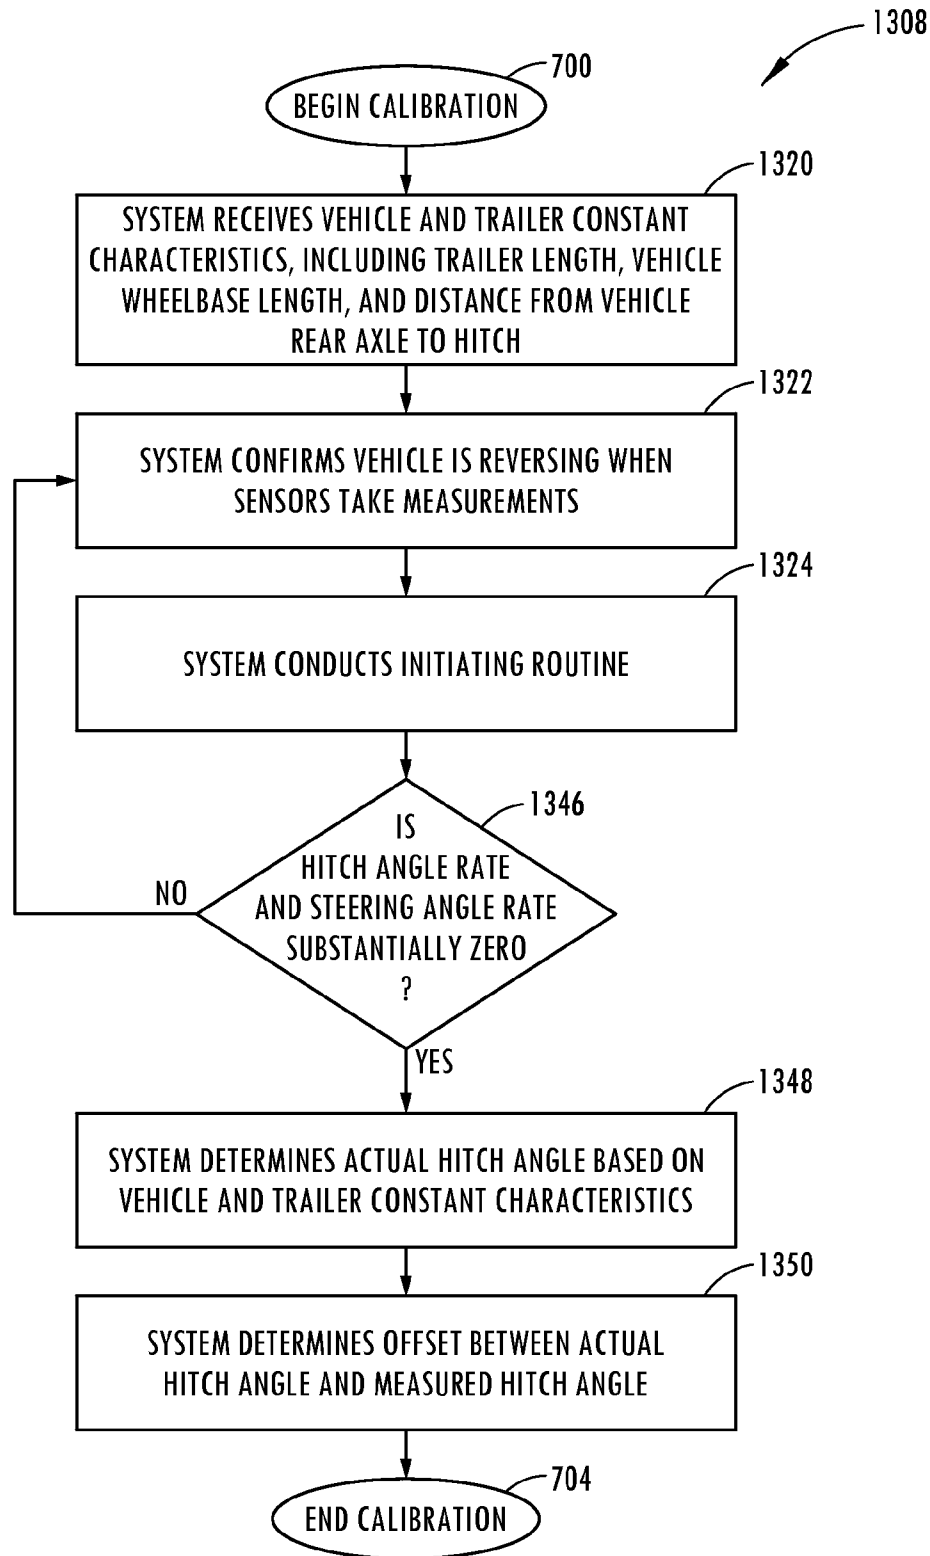 1308
700
BEGIN CALIBRATION
1320
SYSTEM RECEIVES VEHICLE AND TRAILER CONSTANT
CHARACTERISTICS, INCLUDING TRAILER LENGTH, VEHICLE
WHEELBASE LENGTH, AND DISTANCE FROM VEHICLE
REAR AXLE TO HITCH
1322
SYSTEM CONFIRMS VEHICLE IS REVERSING WHEN
SENSORS TAKE MEASUREMENTS
1324
SYSTEM CONDUCTS INITIATING ROUTINE
1346
IS
HITCH ANGLE RATE
AND STEERING ANGLE RATE
SUBSTANTIALLY ZERO
?
NO
YES
1348
SYSTEM DETERMINES ACTUAL HITCH ANGLE BASED ON
VEHICLE AND TRAILER CONSTANT CHARACTERISTICS
1350
SYSTEM DETERMINES OFFSET BETWEEN ACTUAL
HITCH ANGLE AND MEASURED HITCH ANGLE
704
END CALIBRATION